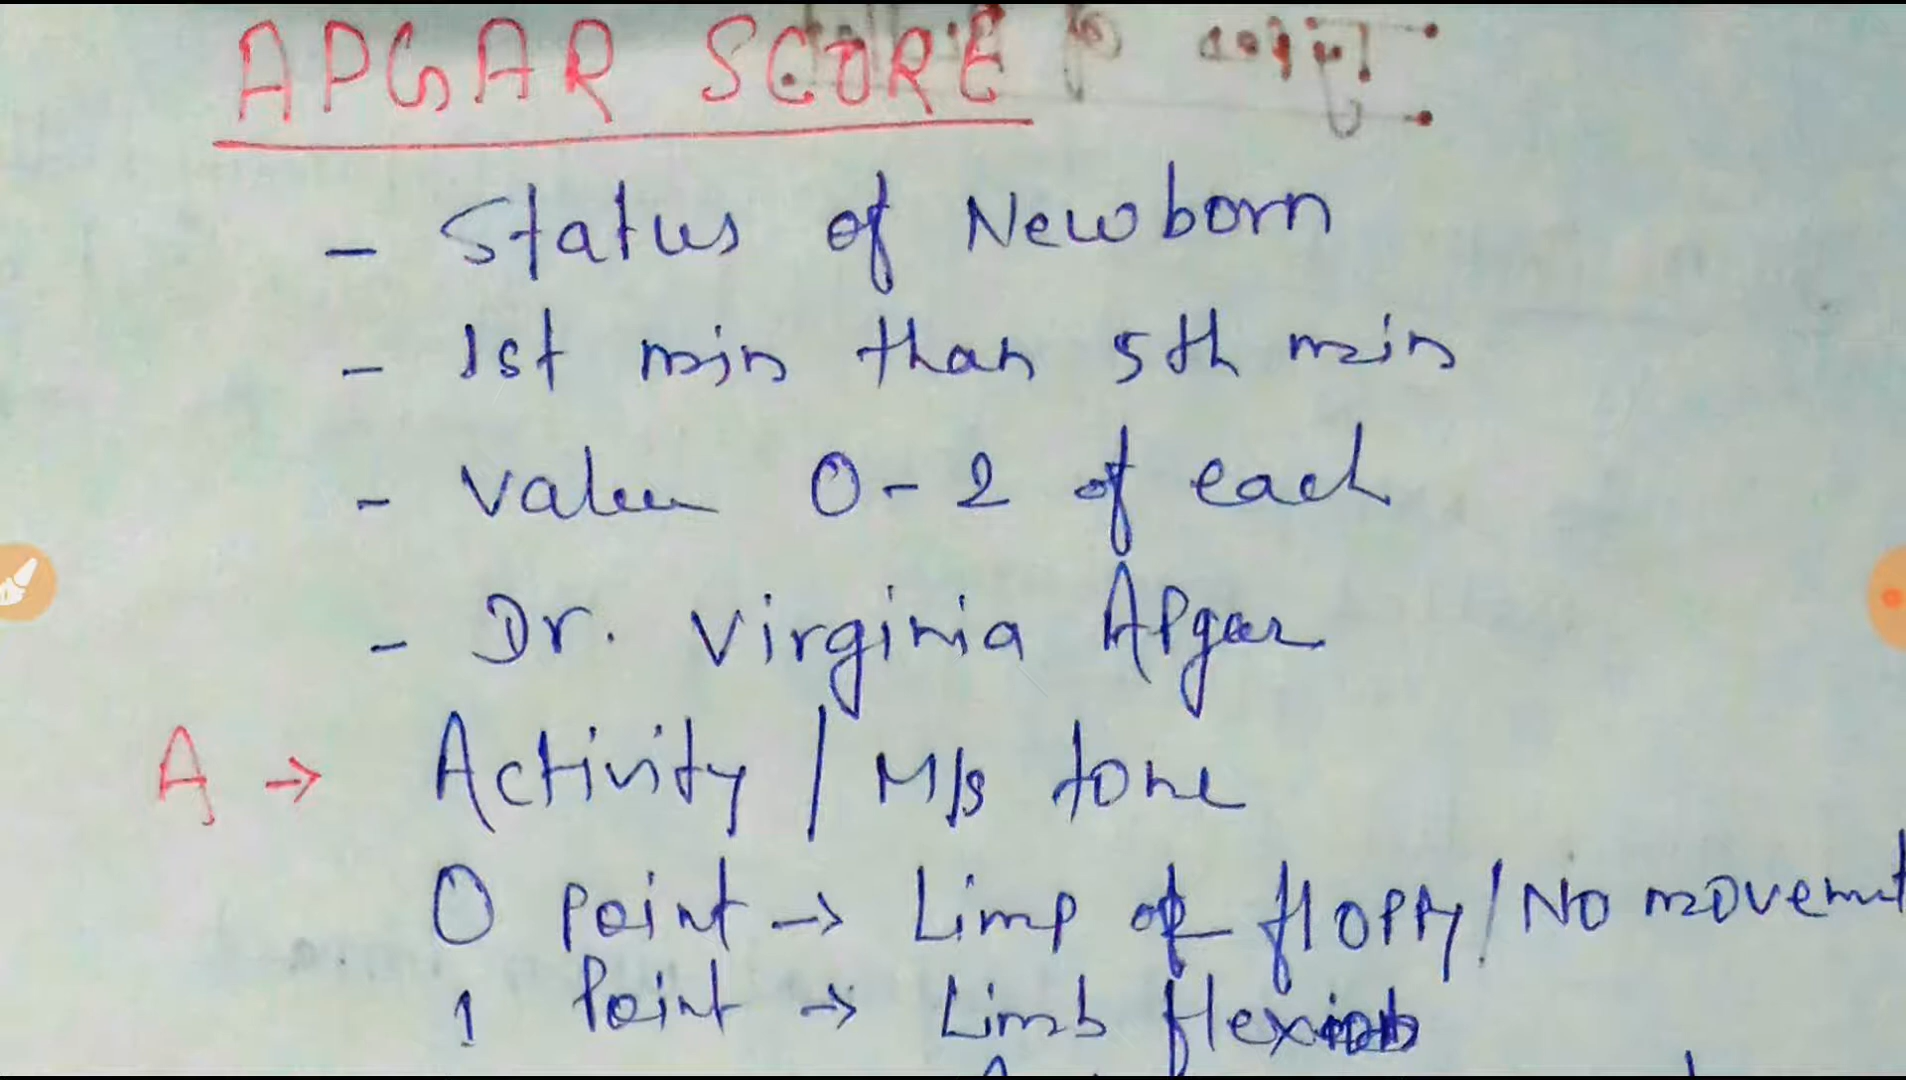 APGAR SCORE
- Status of Newborn
- 1st min than 5th min
- Value 0-2 of each
- Dr. Virginia Apgar
A → Activity / M/s tone
0 point → Limp of floppy / No movemnt
1 Point → Limb flexion